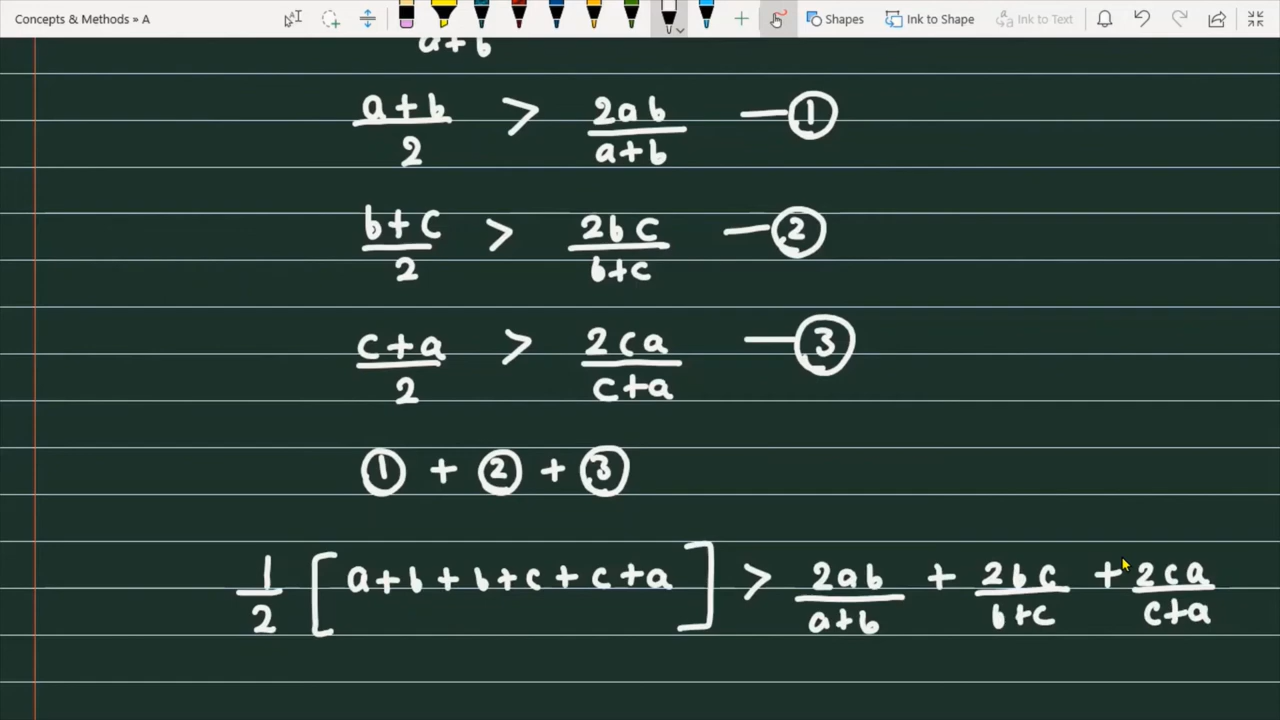 Concepts & Methods » A
Shapes
Ink to Shape
Ink to Text
a+b
a+b / 2 > 2ab / a+b — ①
b+c / 2 > 2bc / b+c — ②
c+a / 2 > 2ca / c+a — ③
① + ② + ③
1/2 [a+b+b+c+c+a] > 2ab / a+b + 2bc / b+c + 2ca / c+a